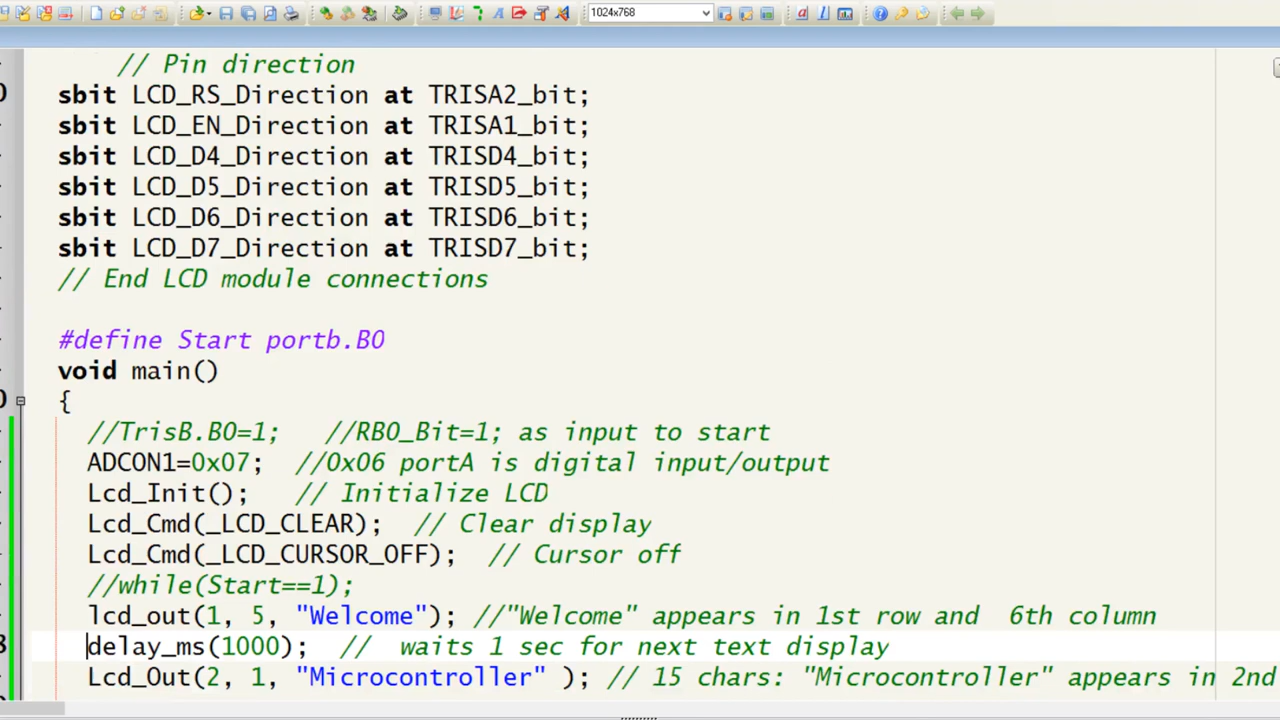 1024x768
// Pin direction
sbit LCD_RS_Direction at TRISA2_bit;
sbit LCD_EN_Direction at TRISA1_bit;
sbit LCD_D4_Direction at TRISD4_bit;
sbit LCD_D5_Direction at TRISD5_bit;
sbit LCD_D6_Direction at TRISD6_bit;
sbit LCD_D7_Direction at TRISD7_bit;
// End LCD module connections
#define Start portb.B0
void main()
{
//TrisB.B0=1;   //RB0_Bit=1; as input to start
ADCON1=0x07;  //0x06 portA is digital input/output
Lcd_Init();   // Initialize LCD
Lcd_Cmd(_LCD_CLEAR);  // Clear display
Lcd_Cmd(_LCD_CURSOR_OFF);  // Cursor off
//while(Start==1);
lcd_out(1, 5, "Welcome"); //"Welcome" appears in 1st row and  6th column
delay_ms(1000);  //  waits 1 sec for next text display
Lcd_Out(2, 1, "Microcontroller" ); // 15 chars: "Microcontroller" appears in 2nd